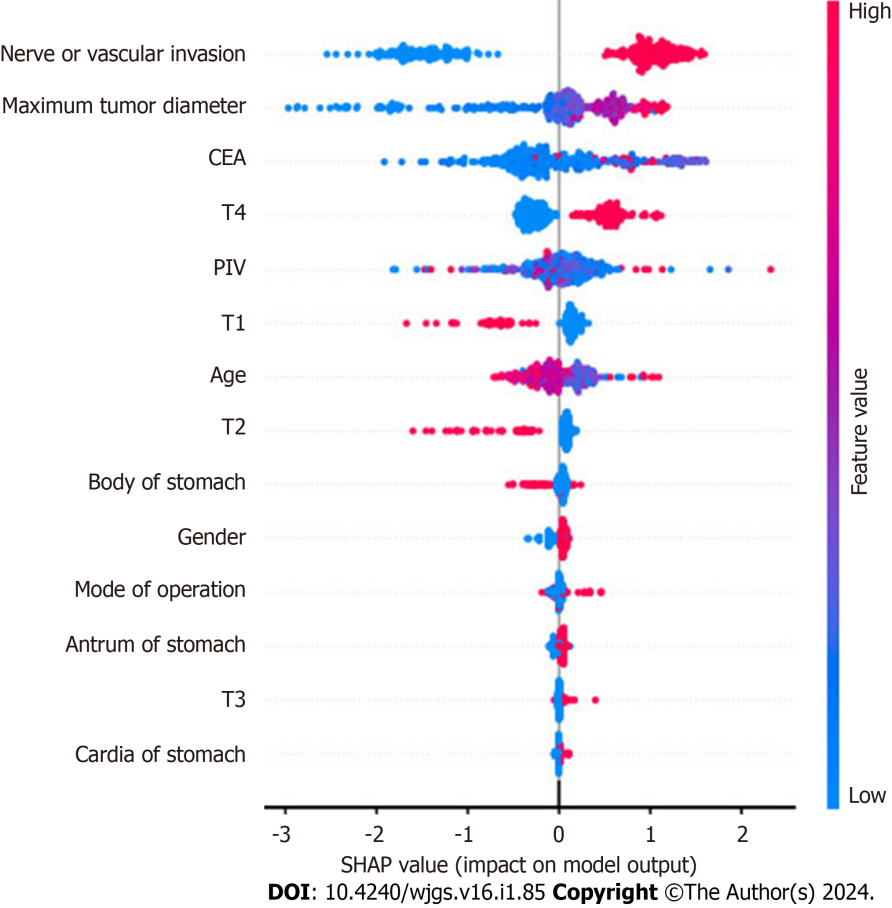 High
Nerve or vascular invasion
Maximum tumor diameter
CEA
T4
PIV
T1
Age
T2
Body of stomach
Gender
Mode of operation
Antrum of stomach
T3
Cardia of stomach
Feature value
Low
-3 -2 -1 0 1 2
SHAP value (impact on model output)
DOI: 10.4240/wjgs.v16.i1.85 Copyright ©The Author(s) 2024.